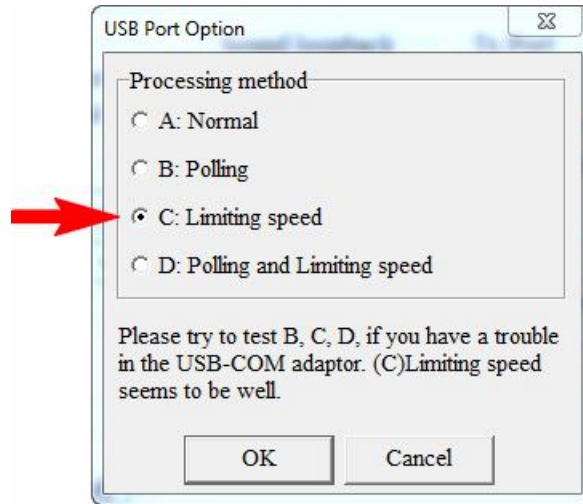 USB Port Option
Processing method
A: Normal
B: Polling
C: Limiting speed
D: Polling and Limiting speed
Please try to test B, C, D, if you have a trouble
in the USB-COM adaptor. (C)Limiting speed
seems to be well.
OK Cancel